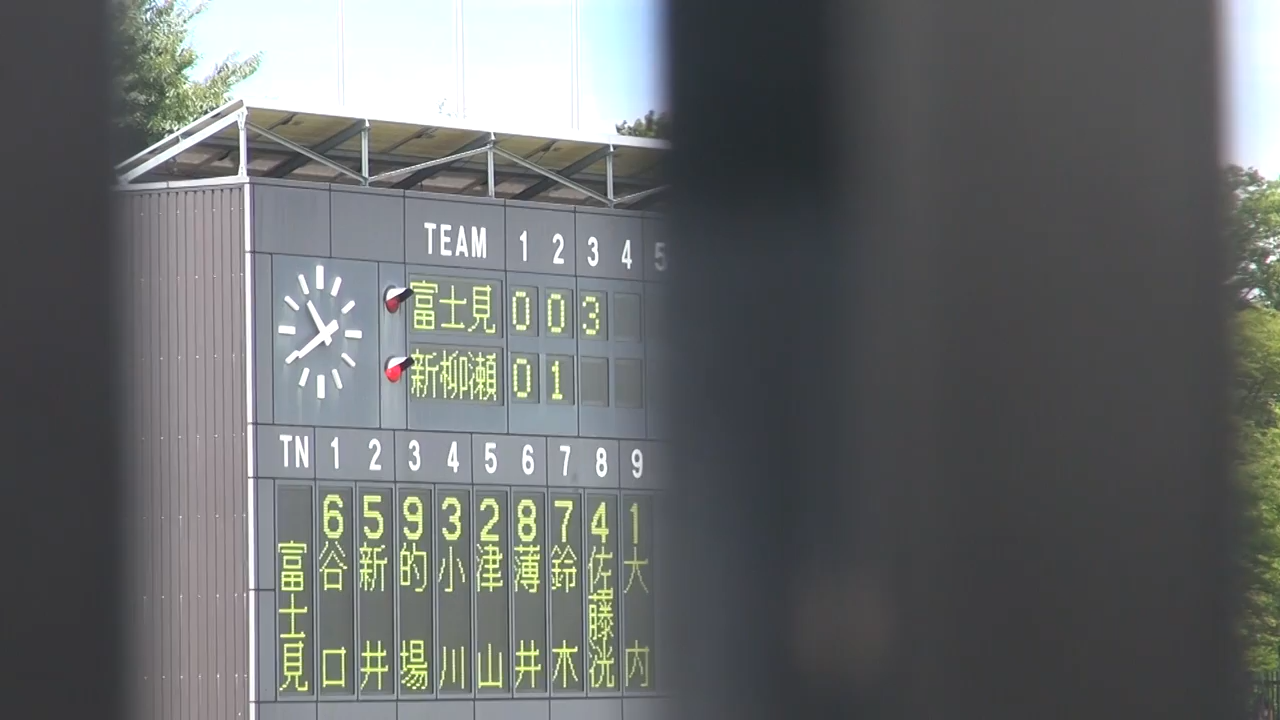 TEAM 1 2 3 4 5
富士見 0 0 3
新柳瀬 0 1
TN 1 2 3 4 5 6 7 8 9
6 5 9 3 2 8 7 4 1
富士見
谷口
新井
的場
小川
津山
薄井
鈴木
佐藤洸
大内